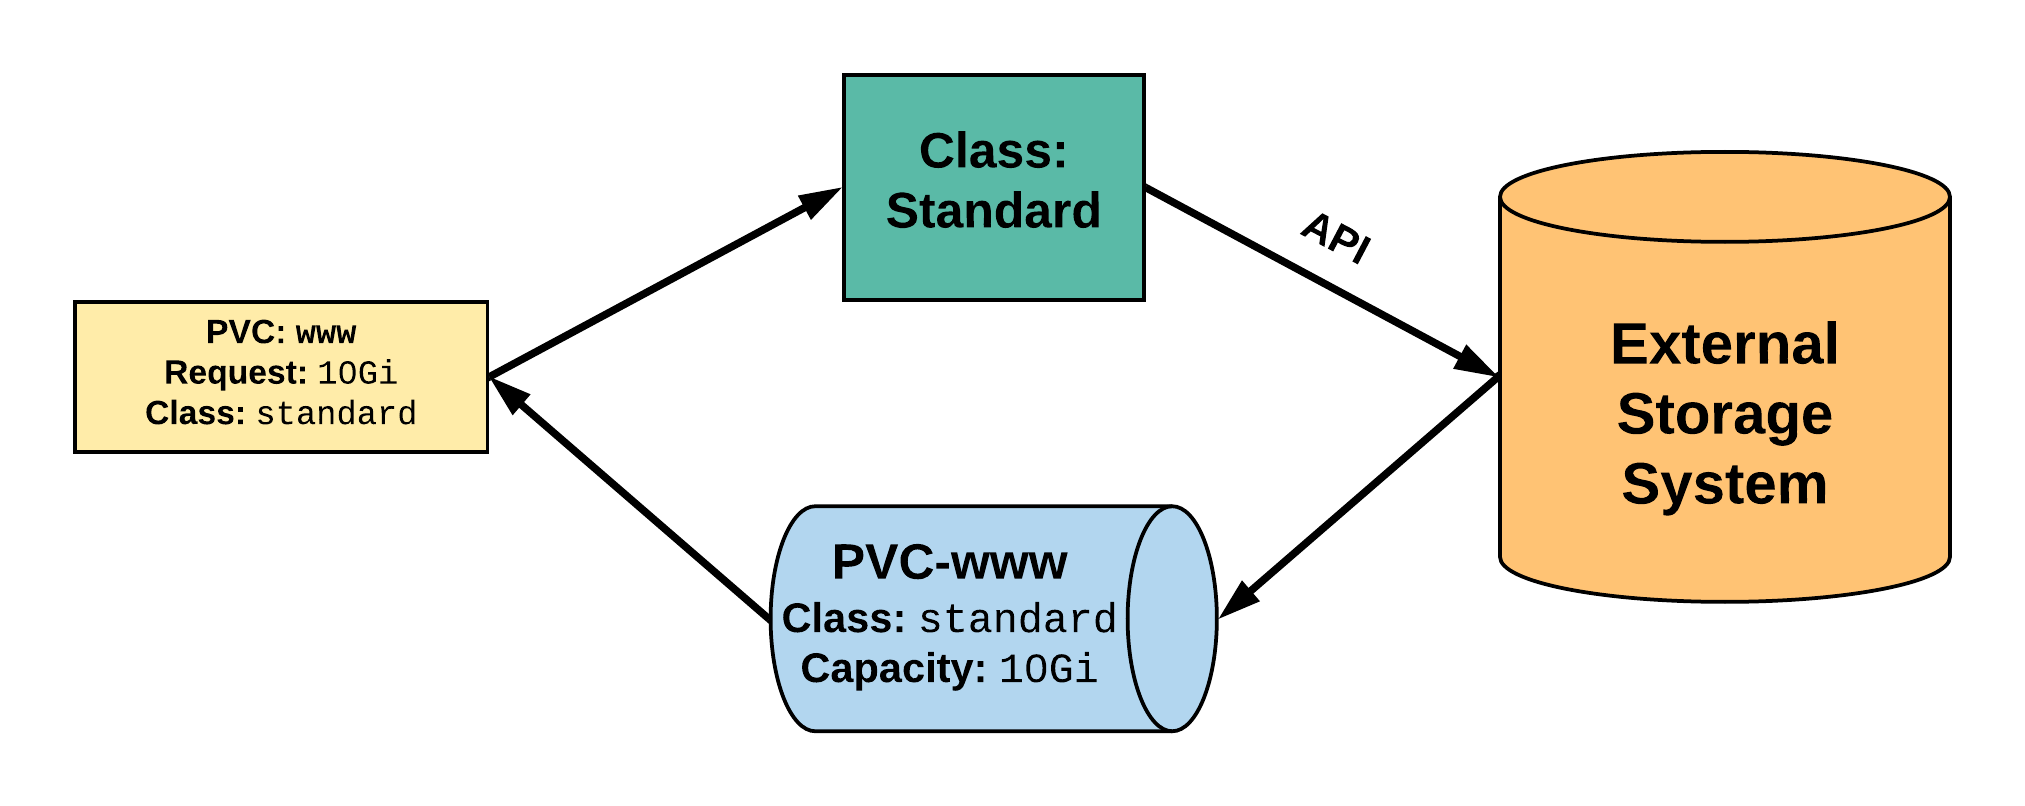 Class:
Standard
API
PVC: www
Request: 10Gi
Class: standard
External
Storage
System
PVC-www
Class: standard
Capacity: 10Gi